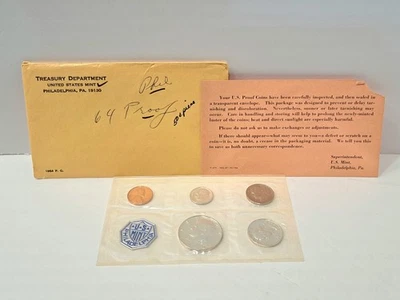 TREASURY DEPARTMENT
UNITED STATES MINT
PHILADELPHIA, PA. 19130
Phil
64 Proof
1964 P. C.
Your U.S. Proof Coins have been carefully inspected, and then sealed in
a transparent envelope. This package was designed to prevent or delay tar-
nishing and discoloration. Nevertheless, sooner or later tarnishing may
occur. Care in handling and storing will help to prolong the newly-minted
luster of the coins; heat and direct sunlight are especially harmful.
Please do not ask us to make exchanges or adjustments.
If there should appear—what may seem to you—a defect or scratch on a
coin—it is, no doubt, a crease in the packaging material. We tell you this
to save us both unnecessary correspondence.
Superintendent,
U.S. Mint,
Philadelphia, Pa.
U.S.
MINT